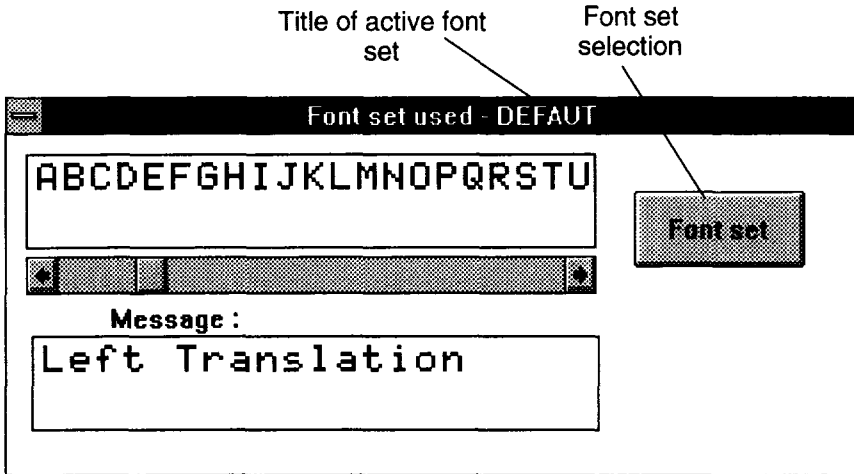 Title of active font
set
Font set
selection
Font set used - DEFAUT
ABCDEFGHIJKLMNOPQRSTU
Font set
Message :
Left Translation